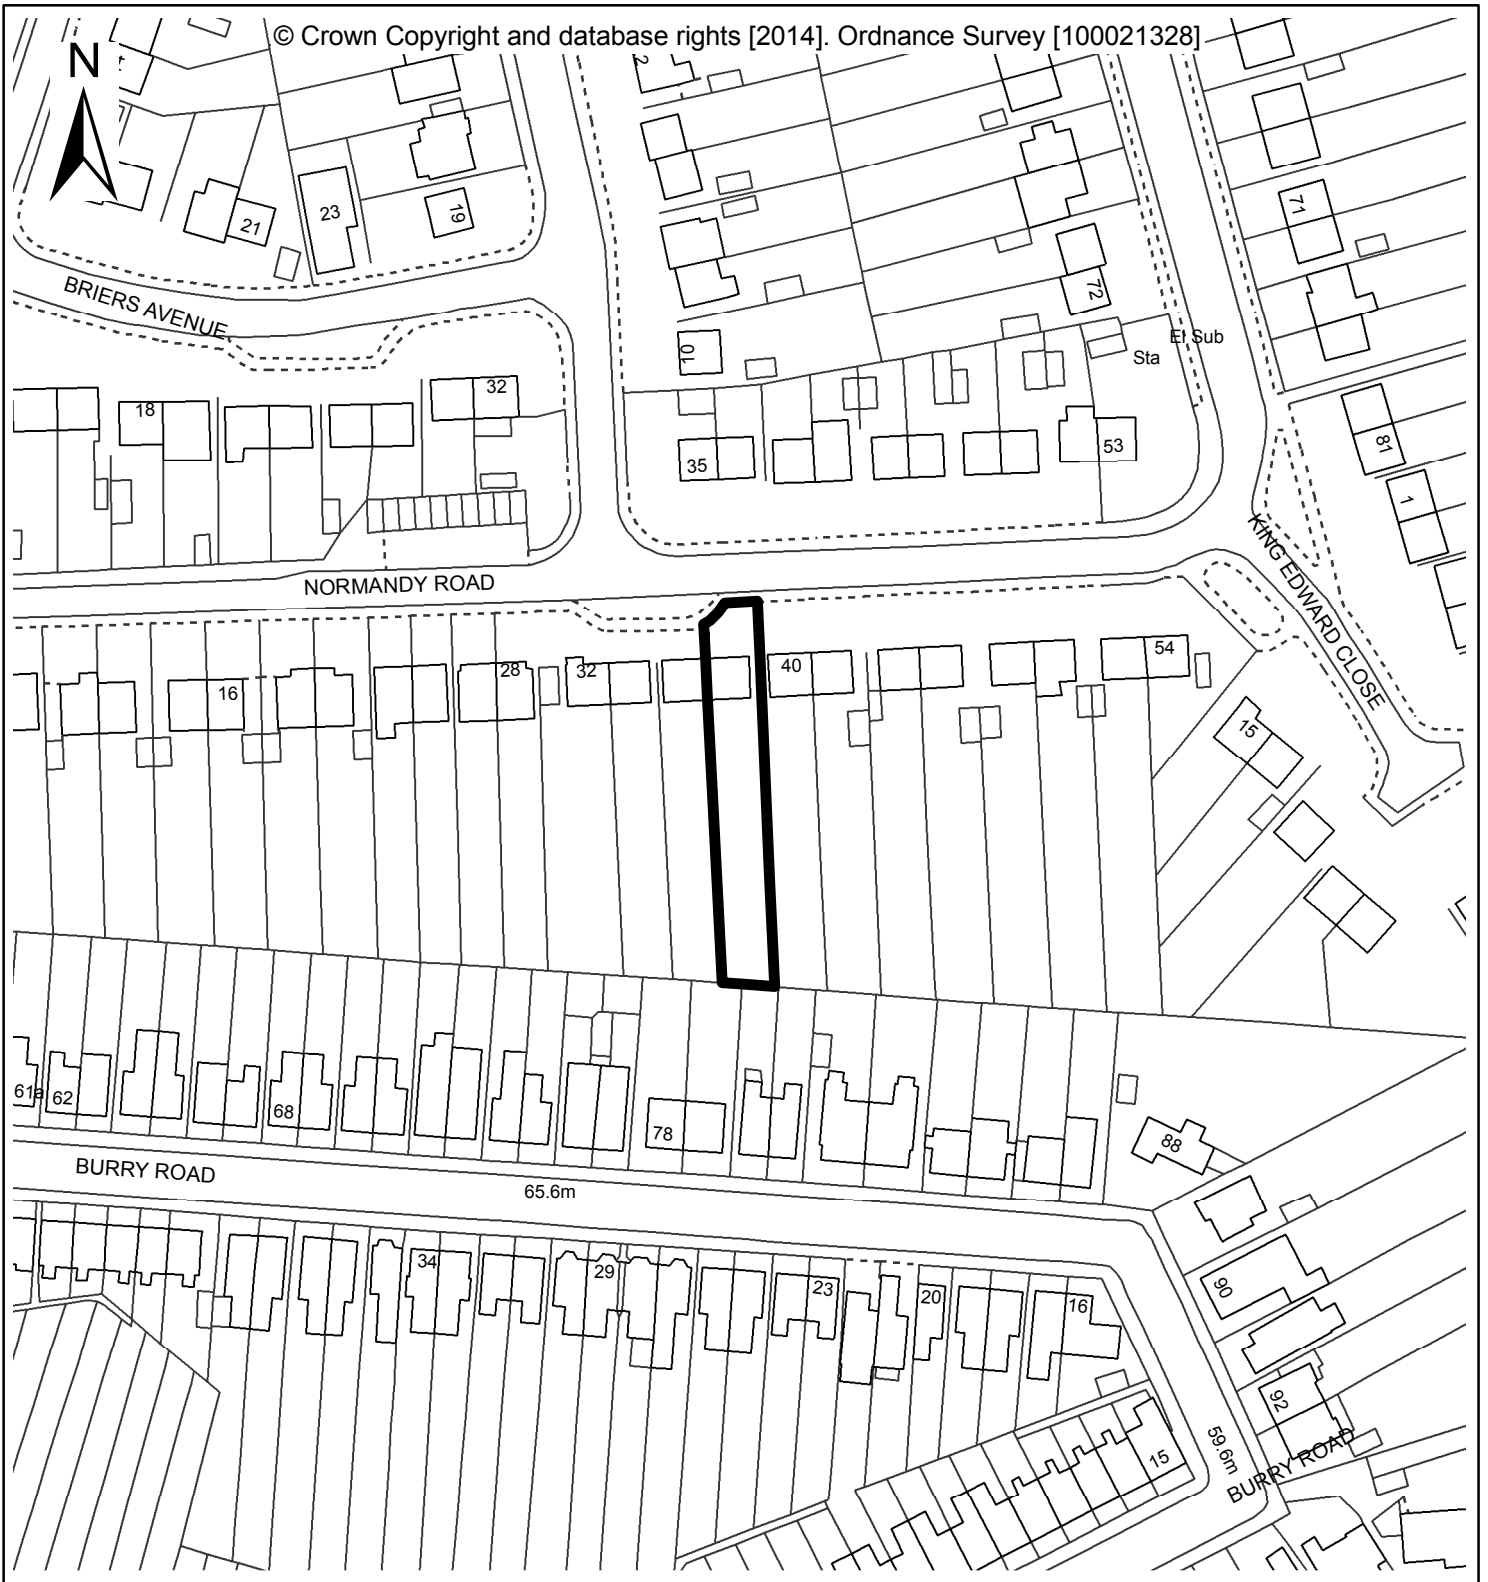 © Crown Copyright and database rights [2014]. Ordnance Survey [100021328]
N
23
21
19
71
72
BRIERS AVENUE
10
El Sub
Sta
32
18
53
35
81
1
KING EDWARD CLOSE
NORMANDY ROAD
28
32
40
54
16
15
61a
62
68
78
88
BURRY ROAD
65.6m
34
29
23
20
16
90
92
59.6m
15
BURRY ROAD